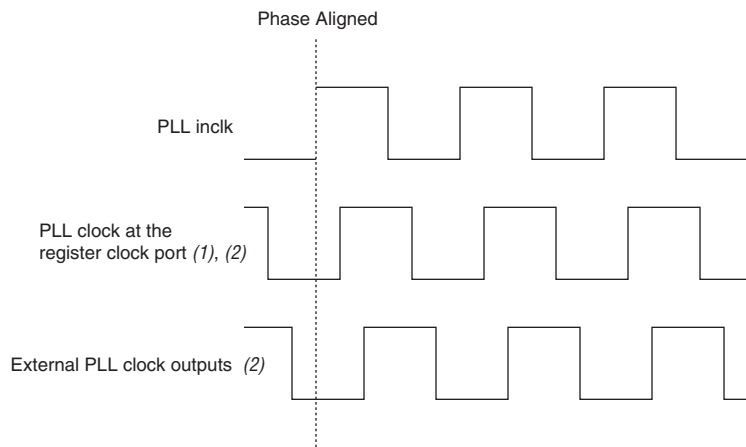 Phase Aligned
PLL inclk
PLL clock at the
register clock port (1), (2)
External PLL clock outputs (2)